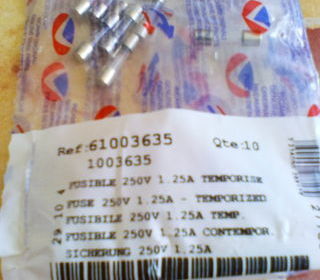 Ref:61003635 Qte:10
1003635
FUSIBLE 250V 1.25A TEMPORISE
FUSE 250V 1.25A - TEMPORIZED
FUSIBILE 250V 1.25A TEMP.
FUSIBLE 250V 1.25A CONTEMPOR.
SICHERUNG 250V 1.25A